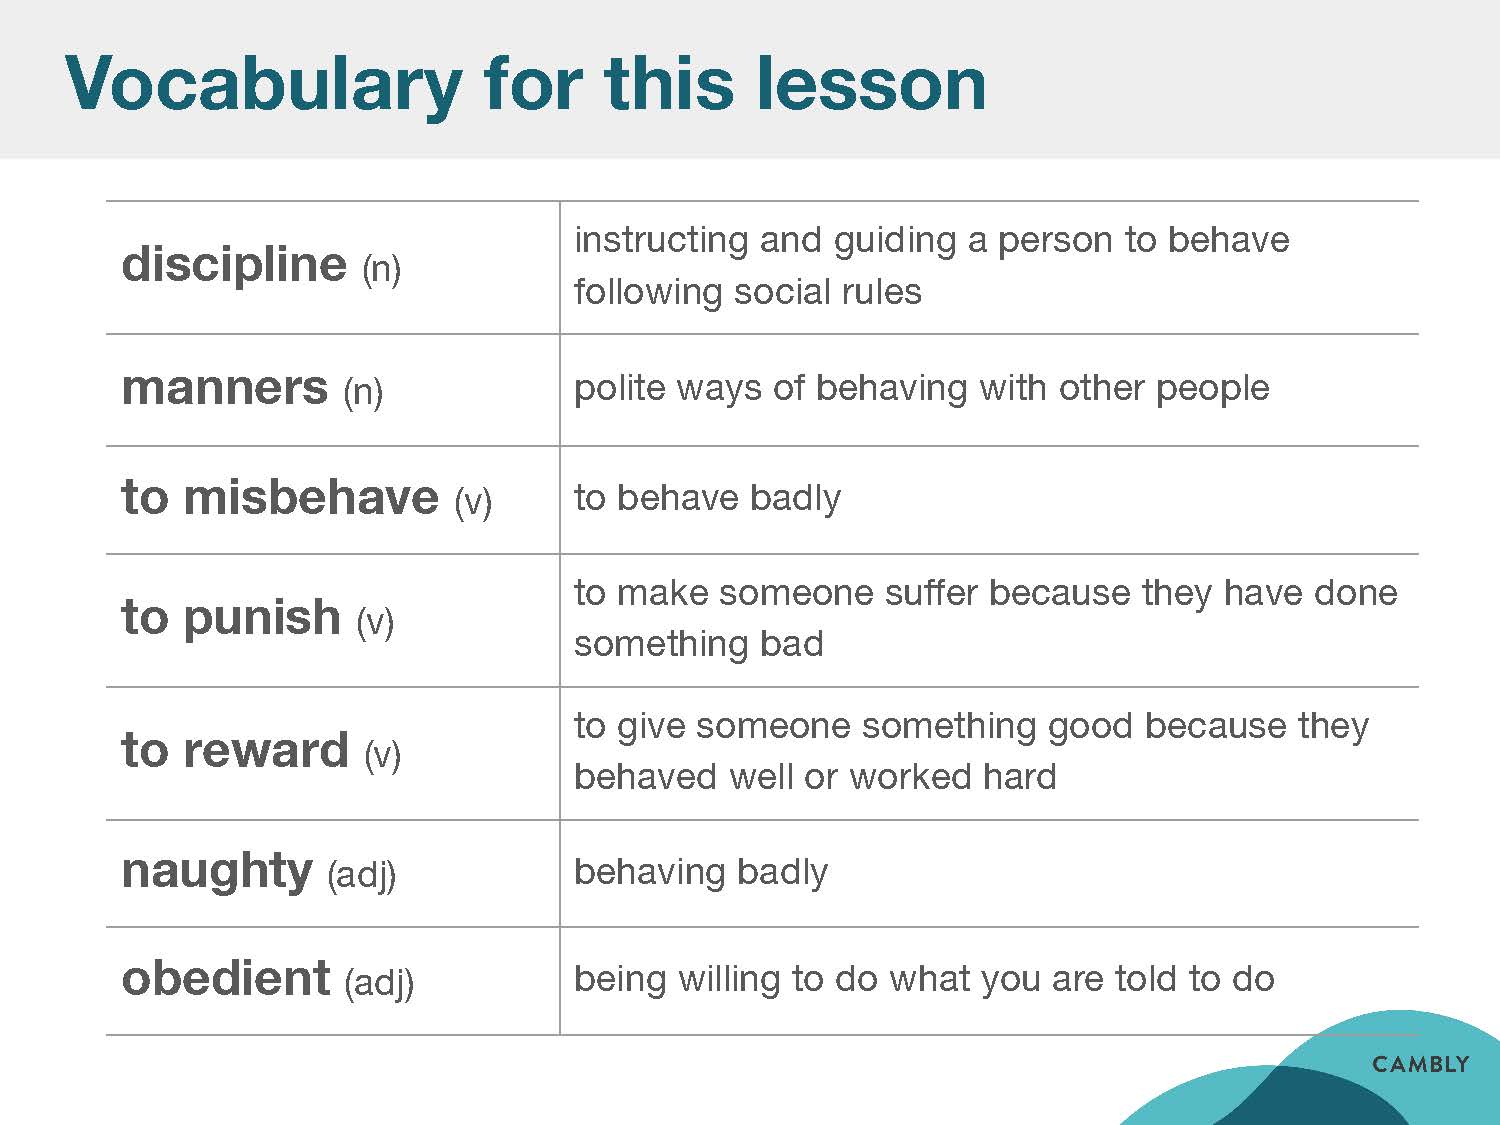 Vocabulary for this lesson
discipline (n)
instructing and guiding a person to behave
following social rules
manners (n)
polite ways of behaving with other people
to misbehave (v)
to behave badly
to punish (v)
to make someone suffer because they have done
something bad
to reward (v)
to give someone something good because they
behaved well or worked hard
naughty (adj)
behaving badly
obedient (adj)
being willing to do what you are told to do
CAMBLY